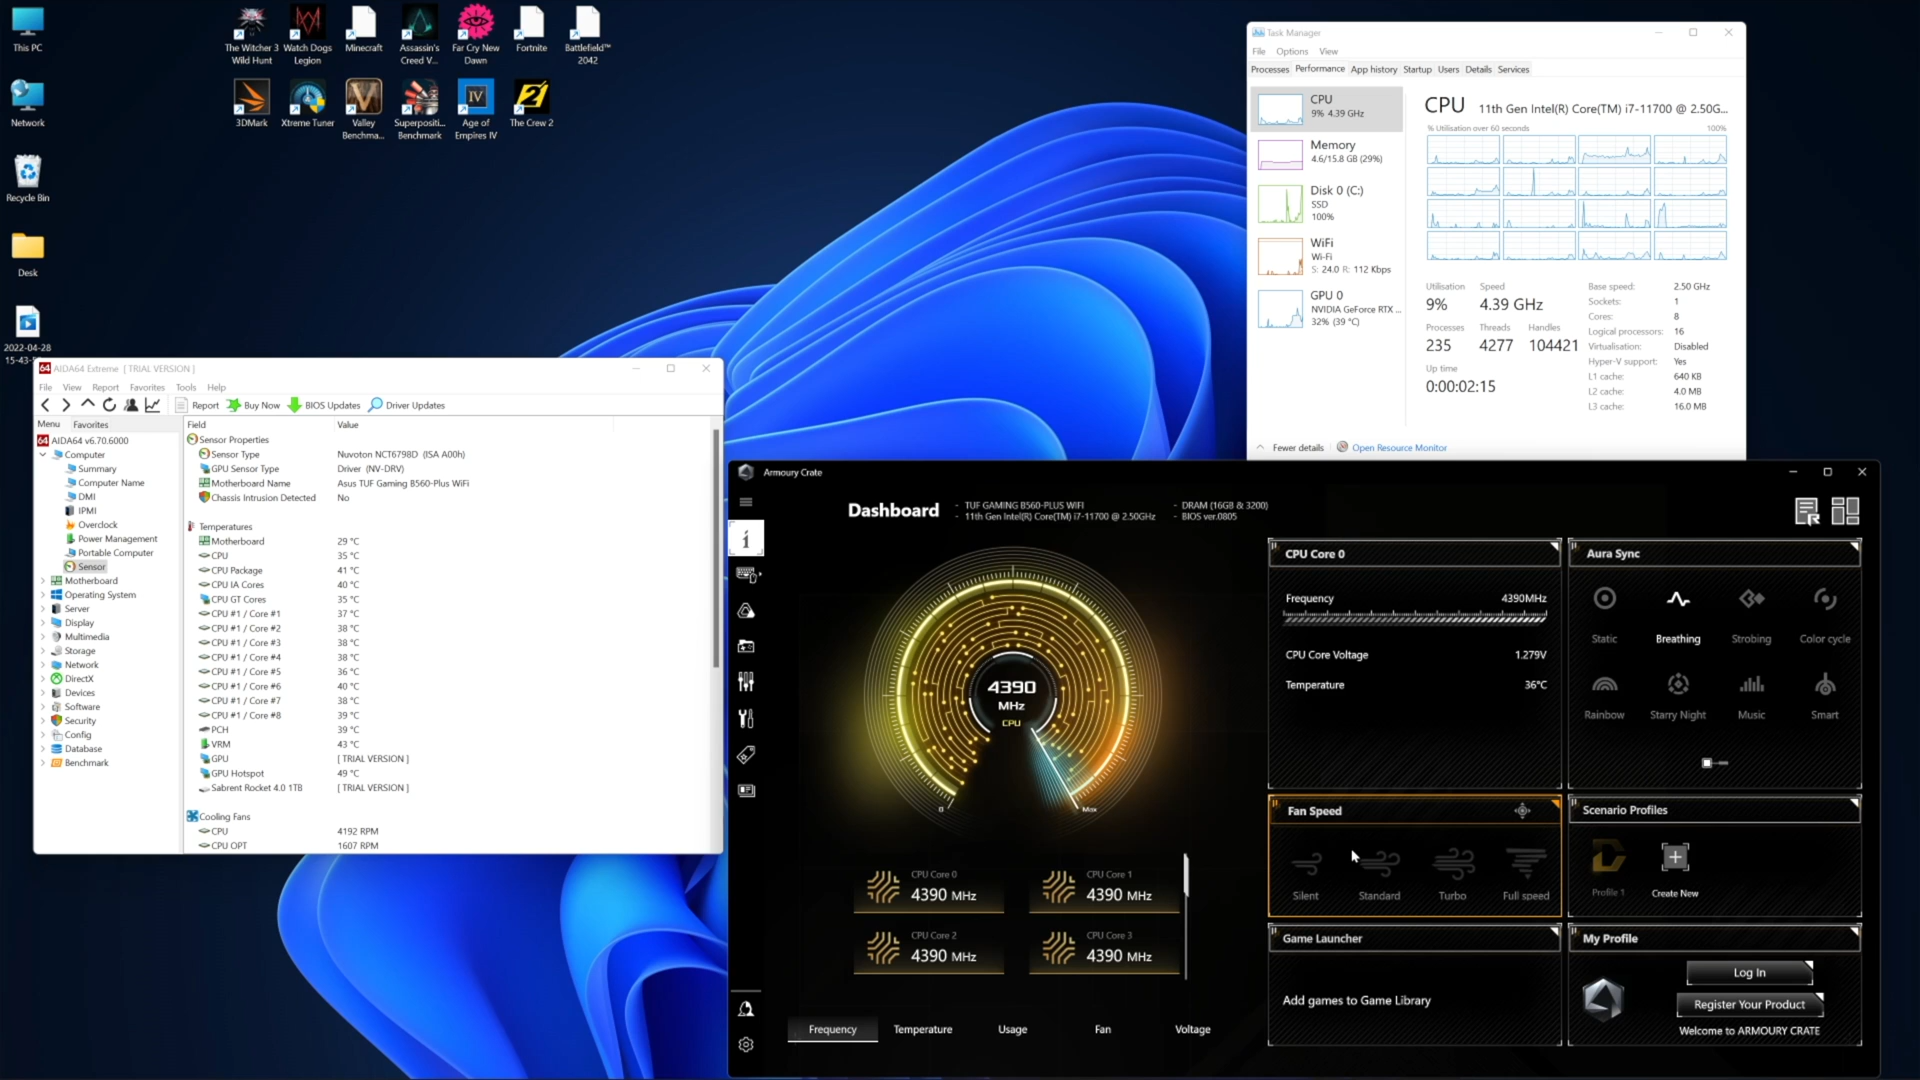 This PC
Network
Recycle Bin
Desk
2022-04-28
15-43-5
The Witcher 3
Wild Hunt
Watch Dogs
Legion
Minecraft
Assassin's
Creed V...
Far Cry New
Dawn
Fortnite
Battlefield™
2042
3DMark
Xtreme Tuner
Valley
Benchma...
Superpositi...
Benchmark
Age of
Empires IV
The Crew 2
Task Manager
File Options View
Processes Performance App history Startup Users Details Services
CPU
9% 4.39 GHz
Memory
4.6/15.8 GB (29%)
Disk 0 (C:)
SSD
100%
WiFi
Wi-Fi
S: 24.0 R: 112 Kbps
GPU 0
NVIDIA GeForce RTX ...
32% (39 °C)
CPU 11th Gen Intel(R) Core(TM) i7-11700 @ 2.50G...
% Utilisation over 60 seconds 100%
Utilisation Speed
9% 4.39 GHz
Processes Threads Handles
235 4277 104421
Up time
0:00:02:15
Base speed: 2.50 GHz
Sockets: 1
Cores: 8
Logical processors: 16
Virtualisation: Disabled
Hyper-V support: Yes
L1 cache: 640 KB
L2 cache: 4.0 MB
L3 cache: 16.0 MB
Fewer details Open Resource Monitor
64 AIDA64 Extreme [ TRIAL VERSION ]
File View Report Favorites Tools Help
Report Buy Now BIOS Updates Driver Updates
Menu Favorites
64 AIDA64 v6.70.6000
Computer
Summary
Computer Name
DMI
IPMI
Overclock
Power Management
Portable Computer
Sensor
Motherboard
Operating System
Server
Display
Multimedia
Storage
Network
DirectX
Devices
Software
Security
Config
Database
Benchmark
Field Value
Sensor Properties
Sensor Type Nuvoton NCT6798D (ISA A00h)
GPU Sensor Type Driver (NV-DRV)
Motherboard Name Asus TUF Gaming B560-Plus WiFi
Chassis Intrusion Detected No
Temperatures
Motherboard 29 °C
CPU 35 °C
CPU Package 41 °C
CPU IA Cores 40 °C
CPU GT Cores 35 °C
CPU #1 / Core #1 37 °C
CPU #1 / Core #2 38 °C
CPU #1 / Core #3 38 °C
CPU #1 / Core #4 38 °C
CPU #1 / Core #5 36 °C
CPU #1 / Core #6 40 °C
CPU #1 / Core #7 38 °C
CPU #1 / Core #8 39 °C
PCH 39 °C
VRM 43 °C
GPU [ TRIAL VERSION ]
GPU Hotspot 49 °C
Sabrent Rocket 4.0 1TB [ TRIAL VERSION ]
Cooling Fans
CPU 4192 RPM
CPU OPT 1607 RPM
Armoury Crate
Dashboard
- TUF GAMING B560-PLUS WIFI
- 11th Gen Intel(R) Core(TM) i7-11700 @ 2.50GHz
- DRAM (16GB & 3200)
- BIOS ver.0805
4390
MHz
CPU
0 Max
CPU Core 0
4390 MHz
CPU Core 1
4390 MHz
CPU Core 2
4390 MHz
CPU Core 3
4390 MHz
Frequency Temperature Usage Fan Voltage
CPU Core 0
Frequency 4390MHz
CPU Core Voltage 1.279V
Temperature 36°C
Aura Sync
Static Breathing Strobing Color cycle
Rainbow Starry Night Music Smart
Fan Speed
Silent Standard Turbo Full speed
Scenario Profiles
Profile 1 Create New
Game Launcher
Add games to Game Library
My Profile
Log In
Register Your Product
Welcome to ARMOURY CRATE